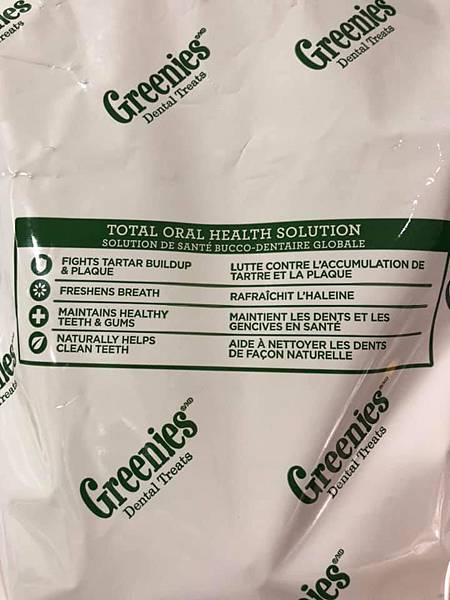 Greenies
Dental Treats
Greenies
Dental Treats
TOTAL ORAL HEALTH SOLUTION
SOLUTION DE SANTÉ BUCCO-DENTAIRE GLOBALE
FIGHTS TARTAR BUILDUP
& PLAQUE
LUTTE CONTRE L'ACCUMULATION DE
TARTRE ET LA PLAQUE
FRESHENS BREATH
RAFRAÎCHIT L'HALEINE
MAINTAINS HEALTHY
TEETH & GUMS
MAINTIENT LES DENTS ET LES
GENCIVES EN SANTÉ
NATURALLY HELPS
CLEAN TEETH
AIDE À NETTOYER LES DENTS
DE FAÇON NATURELLE
Greenies
Dental Treats
Greenies
Dental Treats